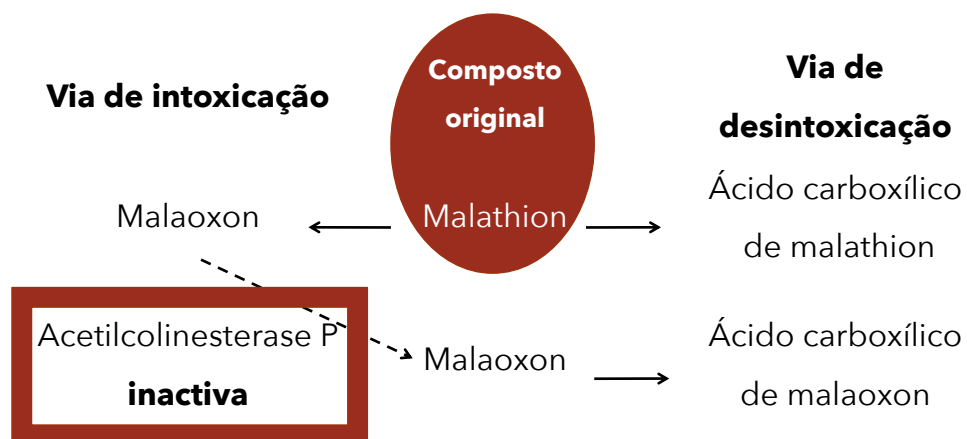 Via de intoxicação
Composto
original
Via de
desintoxicação
Malaoxon
Malathion
Ácido carboxílico
de malathion
Acetilcolinesterase P
inactiva
Malaoxon
Ácido carboxílico
de malaoxon